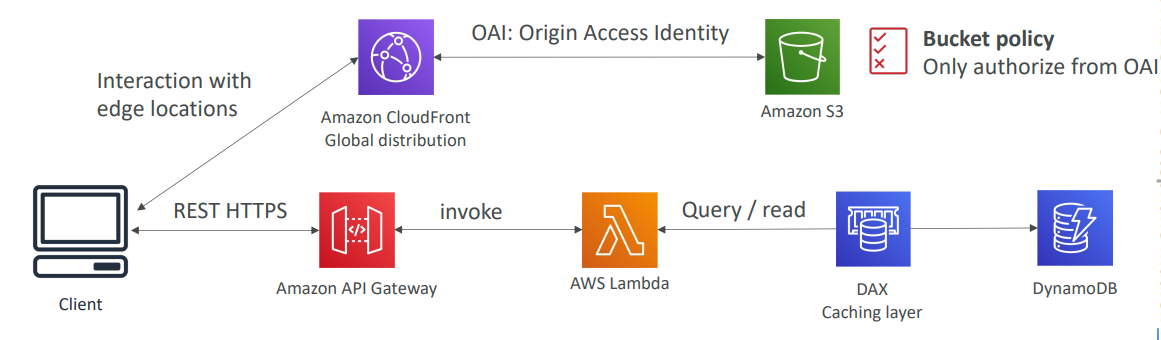 OAI: Origin Access Identity
Bucket policy
Only authorize from OAI
Interaction with
edge locations
Amazon CloudFront
Global distribution
Amazon S3
REST HTTPS
invoke
Query / read
Client
Amazon API Gateway
AWS Lambda
DAX
Caching layer
DynamoDB